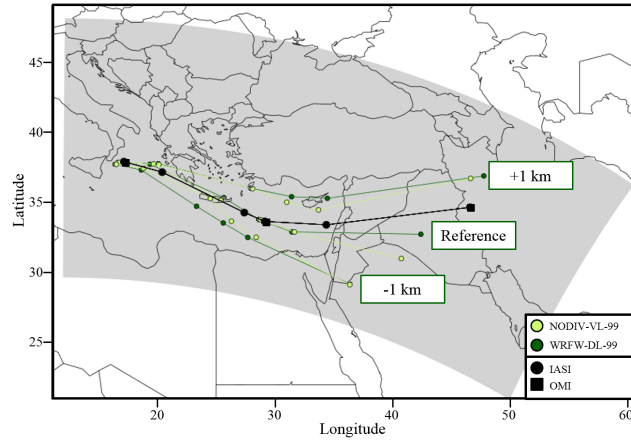 45
40
35
30
25
Latitude
+1 km
Reference
-1 km
NODIV-VL-99
WRFW-DL-99
IASI
OMI
20
30
40
50
60
Longitude